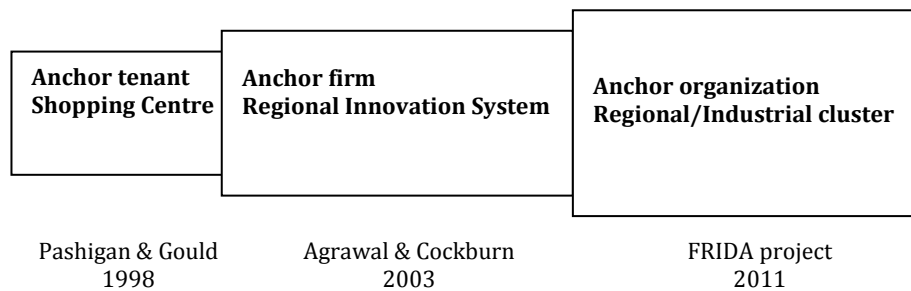 Anchor tenant
Shopping Centre
Anchor firm
Regional Innovation System
Anchor organization
Regional/Industrial cluster
Pashigan & Gould
1998
Agrawal & Cockburn
2003
FRIDA project
2011